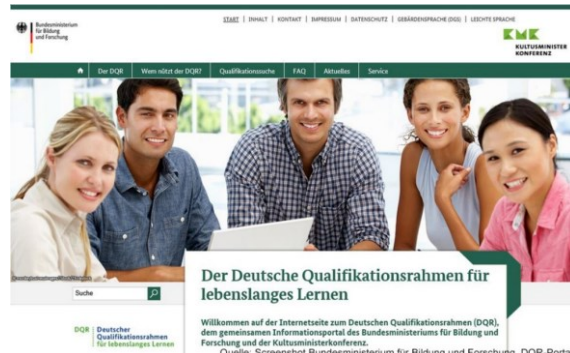 START | INHALT | KONTAKT | IMPRESSUM | DATENSCHUTZ | GEBÄRDENSPRACHE (DGS) | LEICHTE SPRACHE
Bundesministerium
für Bildung
und Forschung
KMK
KULTUSMINISTER
KONFERENZ
Der DQR | Wem nützt der DQR? | Qualifikationssuche | FAQ | Aktuelles | Service
Der Deutsche Qualifikationsrahmen für
lebenslanges Lernen
Suche
Willkommen auf der Internetseite zum Deutschen Qualifikationsrahmen (DQR),
dem gemeinsamen Informationsportal des Bundesministeriums für Bildung und
Forschung und der Kultusministerkonferenz.
DQR | Deutscher
Qualifikationsrahmen
für lebenslanges Lernen
Quelle: Screenshot Bundesministerium für Bildung und Forschung, DQR-Portal